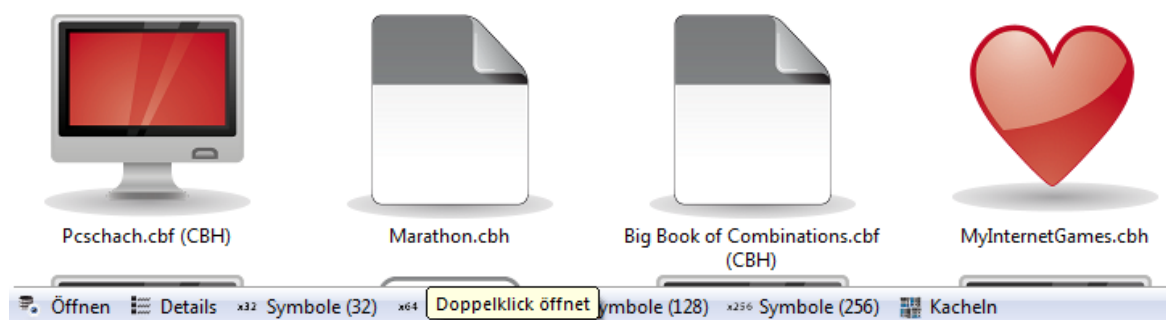 Pcschach.cbf (CBH)
Marathon.cbh
Big Book of Combinations.cbf
(CBH)
MyInternetGames.cbh
Öffnen Details x32 Symbole (32) x64 Doppelklick öffnet ymbole (128) x256 Symbole (256) Kacheln